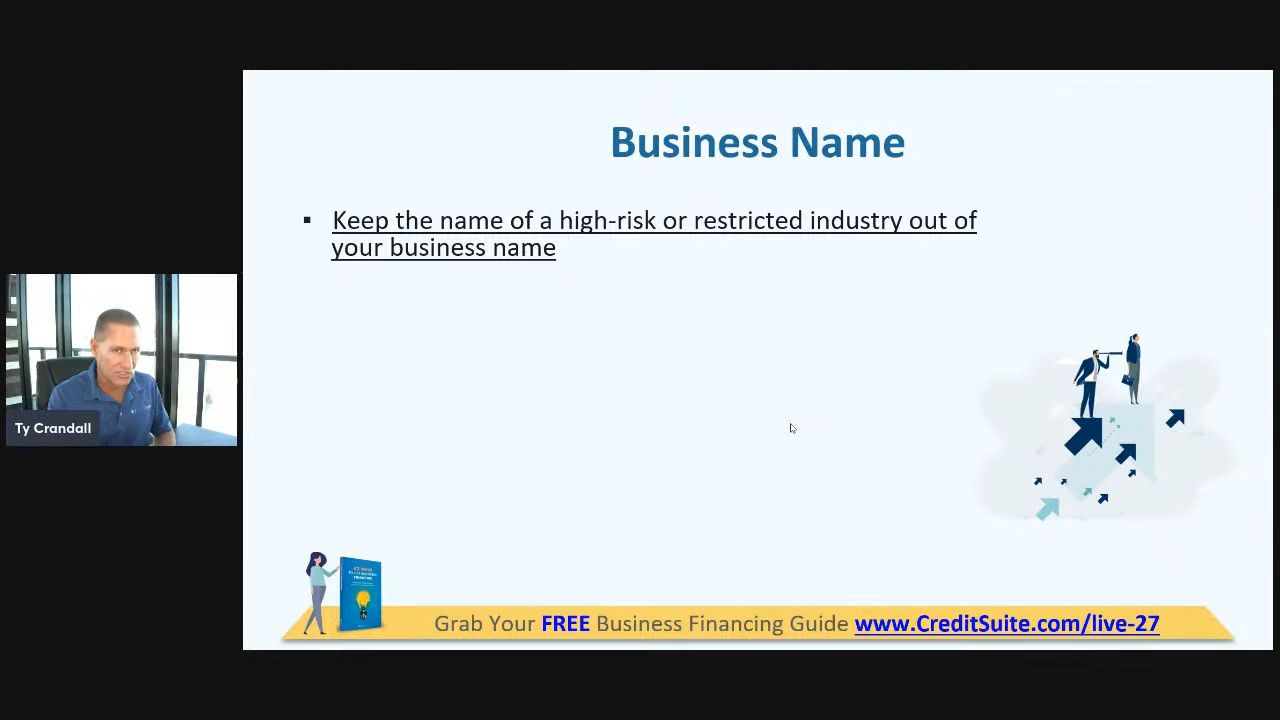 Business Name
▪ Keep the name of a high-risk or restricted industry out of
your business name
Ty Crandall
Grab Your FREE Business Financing Guide www.CreditSuite.com/live-27